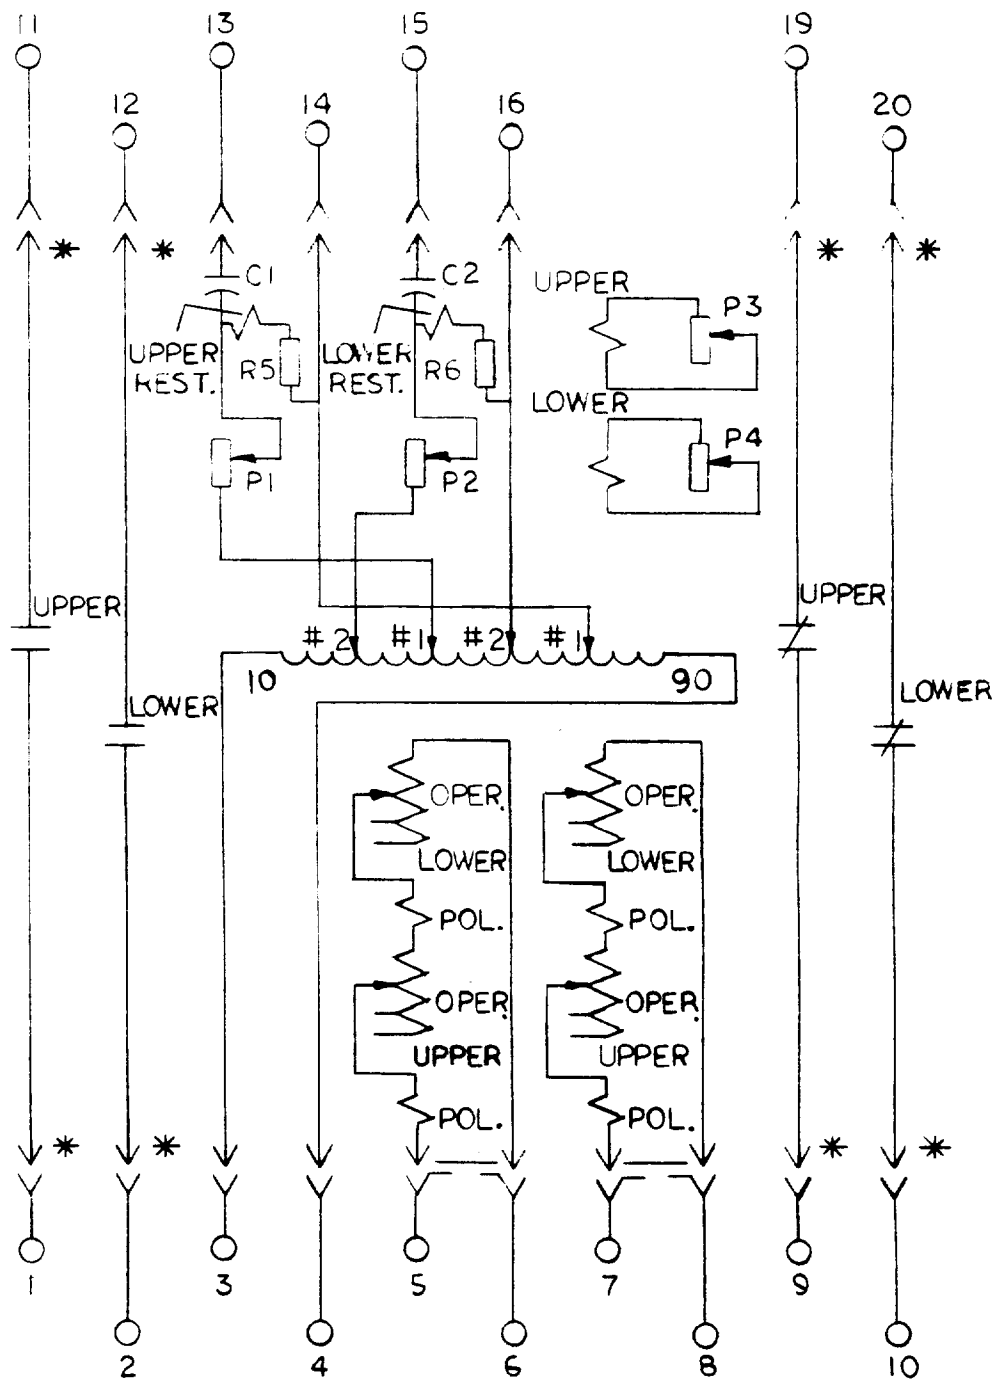 11 13 15 19
12 14 16 20
* * * *
C1 C2 UPPER P3
UPPER REST. R5 LOWER REST. R6
LOWER
P1 P2 P4
UPPER UPPER
#2 #1 #2 #1
10 90
LOWER LOWER
OPER. OPER.
LOWER LOWER
POL. POL.
OPER. OPER.
UPPER UPPER
POL. POL.
* * * *
1 3 5 7 9
2 4 6 8 10